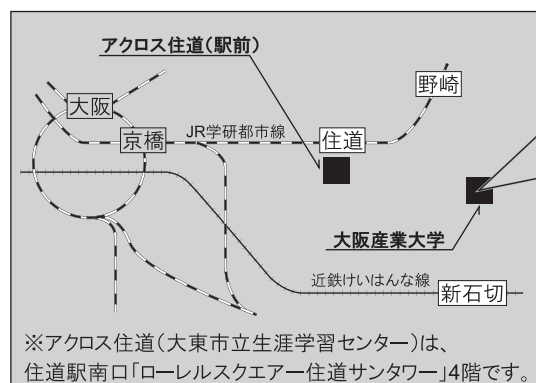 アクロス住道(駅前)
野崎
大阪
京橋
JR学研都市線
住道
大阪産業大学
近鉄けいはんな線
新石切
※アクロス住道(大東市立生涯学習センター)は、
住道駅南口「ローレルスクエアー住道サンタワー」4階です。